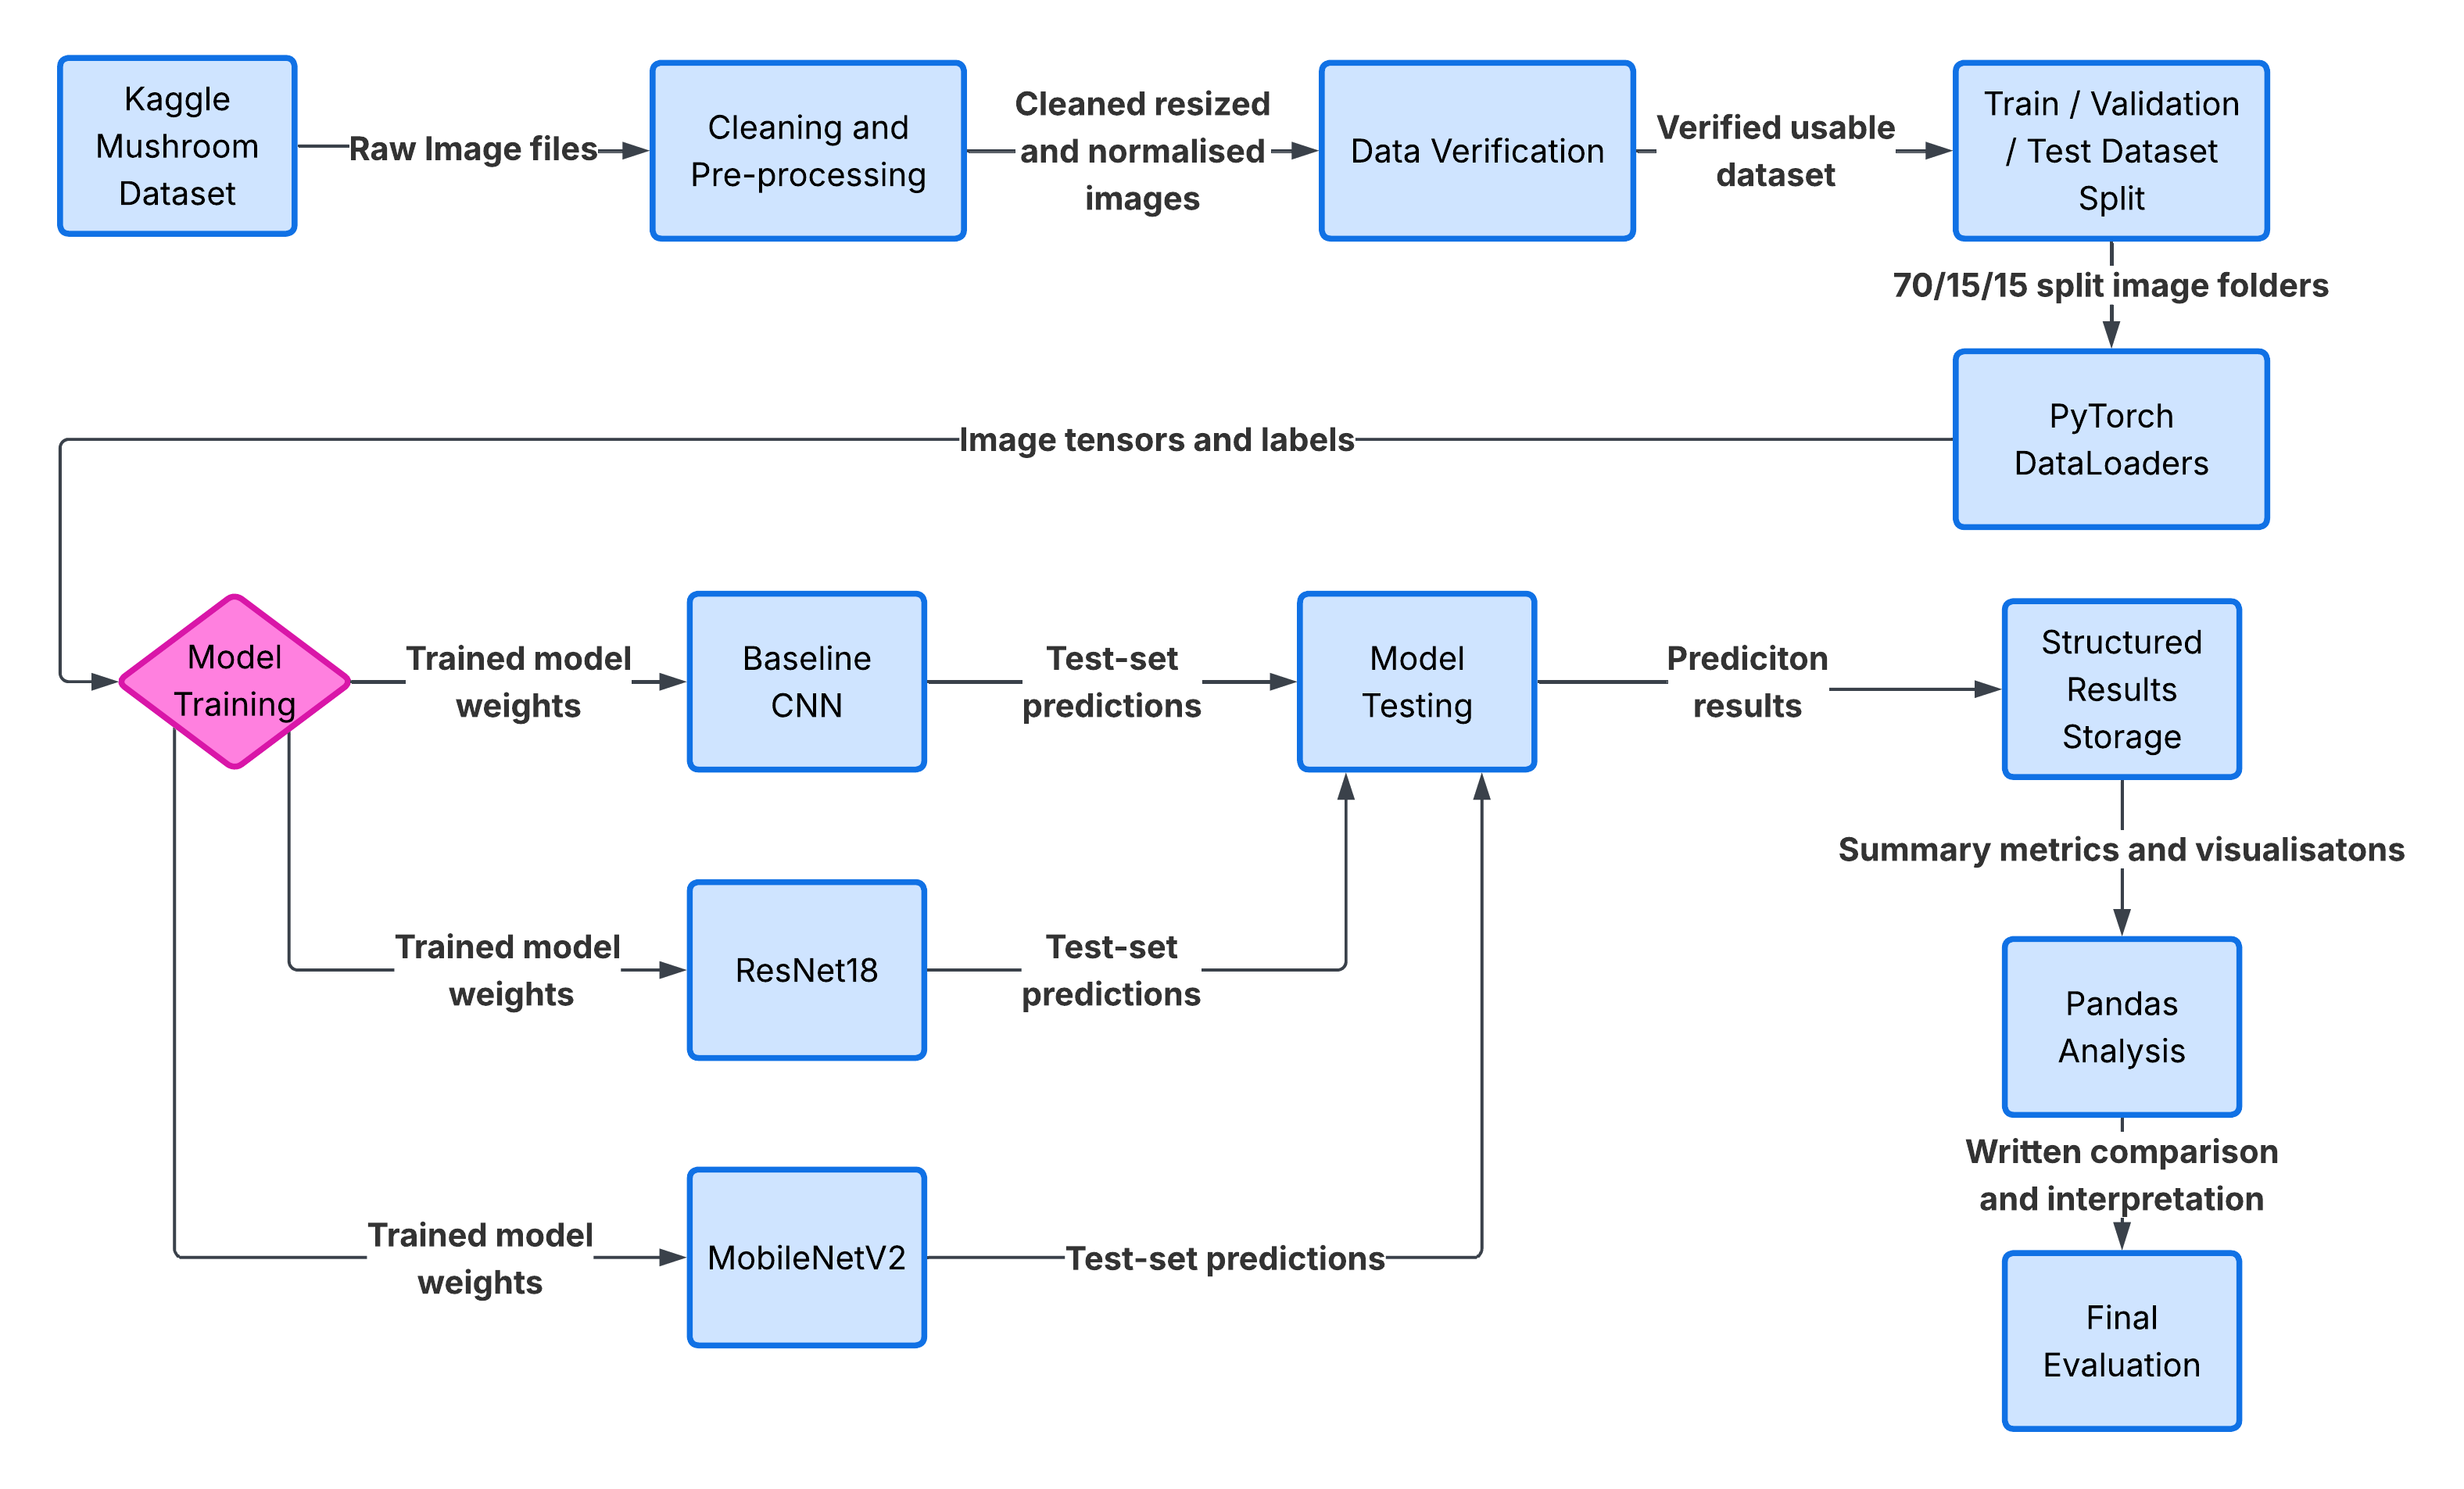 Kaggle
Mushroom
Dataset
Raw Image files
Cleaning and
Pre-processing
Cleaned resized
and normalised
images
Data Verification
Verified usable
dataset
Train / Validation
/ Test Dataset
Split
70/15/15 split image folders
PyTorch
DataLoaders
Image tensors and labels
Model
Training
Trained model
weights
Baseline
CNN
Test-set
predictions
Model
Testing
Prediciton
results
Structured
Results
Storage
Summary metrics and visualisatons
Trained model
weights
ResNet18
Test-set
predictions
Pandas
Analysis
Written comparison
and interpretation
Trained model
weights
MobileNetV2
Test-set predictions
Final
Evaluation